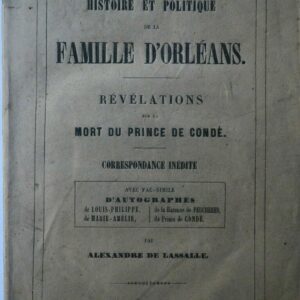 HISTOIRE ET POLITIQUE
DE LA
FAMILLE D'ORLÉANS.
RÉVÉLATIONS
SUR LA
MORT DU PRINCE DE CONDÉ.
CORRESPONDANCE INÉDITE
AVEC FAC-SIMILE
D'AUTOGRAPHES
de LOUIS-PHILIPPE, de la Baronne de FEUCHÈRES,
de MARIE-AMÉLIE, du Prince de CONDÉ.
PAR
ALEXANDRE DE LASSALLE.